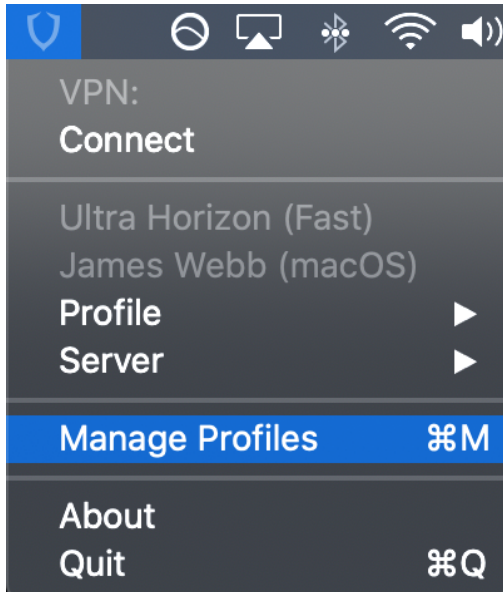 VPN:
Connect
Ultra Horizon (Fast)
James Webb (macOS)
Profile ▶
Server ▶
Manage Profiles ⌘M
About
Quit ⌘Q